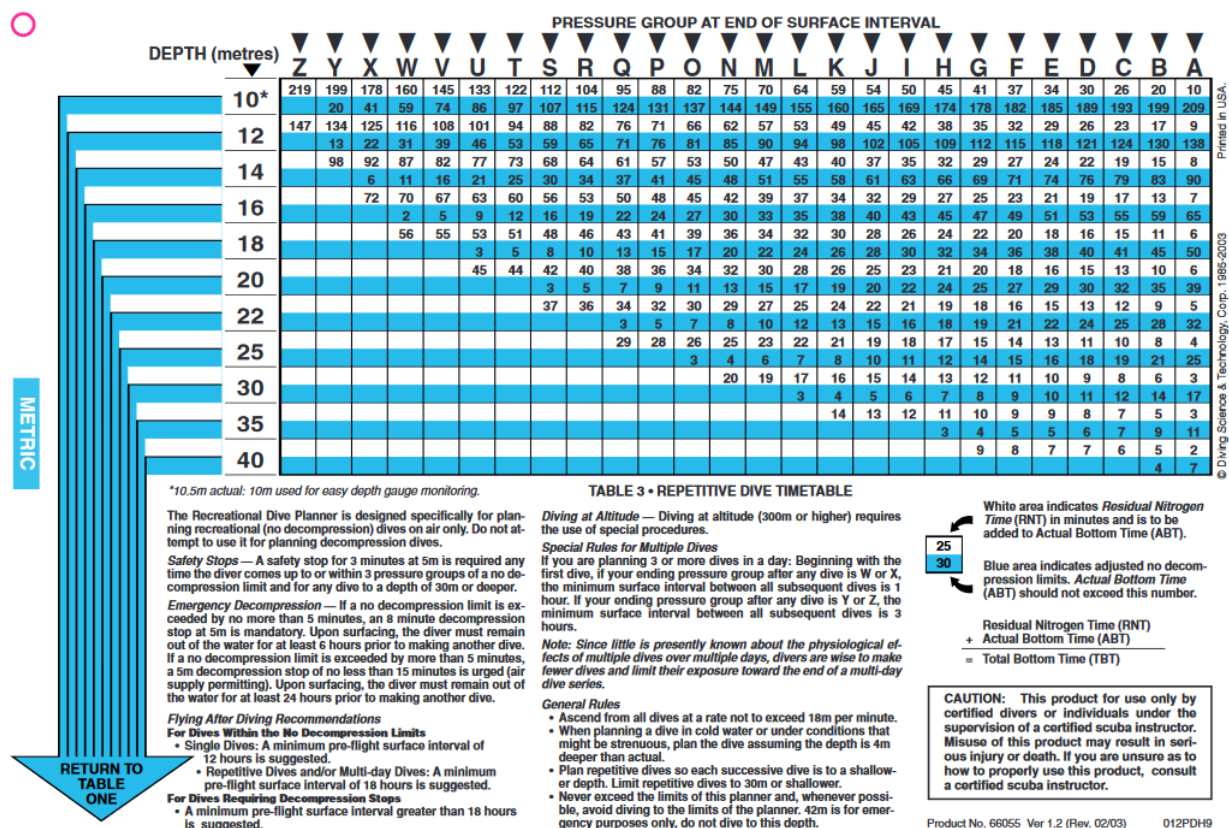 PRESSURE GROUP AT END OF SURFACE INTERVAL
DEPTH (metres)
Z Y X W V U T S R Q P O N M L K J I H G F E D C B A
10* 219 199 178 160 145 133 122 112 104 95 88 82 75 70 64 59 54 50 45 41 37 34 30 26 20 10
20 41 59 74 86 97 107 115 124 131 137 144 149 155 160 165 169 174 178 182 185 189 193 199 209
12 147 134 125 116 108 101 94 88 82 76 71 66 62 57 53 49 45 42 38 35 32 29 26 23 17 9
13 22 31 39 46 53 59 65 71 76 81 85 90 94 98 102 105 109 112 115 118 121 124 130 138
14 98 92 87 82 77 73 68 64 61 57 53 50 47 43 40 37 35 32 29 27 24 22 19 15 8
6 11 16 21 25 30 34 37 41 45 48 51 55 58 61 63 66 69 71 74 76 79 83 90
16 72 70 67 63 60 56 53 50 48 45 42 39 37 34 32 29 27 25 23 21 19 17 13 7
2 5 9 12 16 19 22 24 27 30 33 35 38 40 43 45 47 49 51 53 55 59 65
18 56 55 53 51 48 46 43 41 39 36 34 32 30 28 26 24 22 20 18 16 15 11 6
3 5 8 10 13 15 17 20 22 24 26 28 30 32 34 36 38 40 41 45 50
20 45 44 42 40 38 36 34 32 30 28 26 25 23 21 20 18 16 15 13 10 6
3 5 7 9 11 13 15 17 19 20 22 24 25 27 29 30 32 35 39
22 37 36 34 32 30 29 27 25 24 22 21 19 18 16 15 13 12 9 5
3 5 7 8 10 12 13 15 16 18 19 21 22 24 25 28 32
25 29 28 26 25 23 22 21 19 18 17 15 14 13 11 10 8 4
3 4 6 7 8 10 11 12 14 15 16 18 19 21 25
30 20 19 17 16 15 14 13 12 11 10 9 8 6 3
3 4 5 6 7 8 9 10 11 12 14 17
35 14 13 12 11 10 9 9 8 7 5 3
3 4 5 5 6 7 9 11
40 9 8 7 7 6 5 2
4 7
METRIC
Printed in USA.
© Diving Science & Technology, Corp. 1985-2003
*10.5m actual: 10m used for easy depth gauge monitoring.
TABLE 3 • REPETITIVE DIVE TIMETABLE
The Recreational Dive Planner is designed specifically for plan-
ning recreational (no decompression) dives on air only. Do not at-
tempt to use it for planning decompression dives.
Safety Stops — A safety stop for 3 minutes at 5m is required any
time the diver comes up to or within 3 pressure groups of a no de-
compression limit and for any dive to a depth of 30m or deeper.
Emergency Decompression — If a no decompression limit is ex-
ceeded by no more than 5 minutes, an 8 minute decompression
stop at 5m is mandatory. Upon surfacing, the diver must remain
out of the water for at least 6 hours prior to making another dive.
If a no decompression limit is exceeded by more than 5 minutes,
a 5m decompression stop of no less than 15 minutes is urged (air
supply permitting). Upon surfacing, the diver must remain out of
the water for at least 24 hours prior to making another dive.
Flying After Diving Recommendations
For Dives Within the No Decompression Limits
• Single Dives: A minimum pre-flight surface interval of
12 hours is suggested.
• Repetitive Dives and/or Multi-day Dives: A minimum
pre-flight surface interval of 18 hours is suggested.
For Dives Requiring Decompression Stops
• A minimum pre-flight surface interval greater than 18 hours
is suggested.
RETURN TO
TABLE
ONE
Diving at Altitude — Diving at altitude (300m or higher) requires
the use of special procedures.
Special Rules for Multiple Dives
If you are planning 3 or more dives in a day: Beginning with the
first dive, if your ending pressure group after any dive is W or X,
the minimum surface interval between all subsequent dives is 1
hour. If your ending pressure group after any dive is Y or Z, the
minimum surface interval between all subsequent dives is 3
hours.
Note: Since little is presently known about the physiological ef-
fects of multiple dives over multiple days, divers are wise to make
fewer dives and limit their exposure toward the end of a multi-day
dive series.
General Rules
• Ascend from all dives at a rate not to exceed 18m per minute.
• When planning a dive in cold water or under conditions that
might be strenuous, plan the dive assuming the depth is 4m
deeper than actual.
• Plan repetitive dives so each successive dive is to a shallow-
er depth. Limit repetitive dives to 30m or shallower.
• Never exceed the limits of this planner and, whenever possi-
ble, avoid diving to the limits of the planner. 42m is for emer-
gency purposes only, do not dive to this depth.
25
30
White area indicates Residual Nitrogen
Time (RNT) in minutes and is to be
added to Actual Bottom Time (ABT).
Blue area indicates adjusted no decom-
pression limits. Actual Bottom Time
(ABT) should not exceed this number.
Residual Nitrogen Time (RNT)
+ Actual Bottom Time (ABT)
= Total Bottom Time (TBT)
CAUTION: This product for use only by
certified divers or individuals under the
supervision of a certified scuba instructor.
Misuse of this product may result in seri-
ous injury or death. If you are unsure as to
how to properly use this product, consult
a certified scuba instructor.
Product No. 66055 Ver 1.2 (Rev. 02/03) 012PDH9